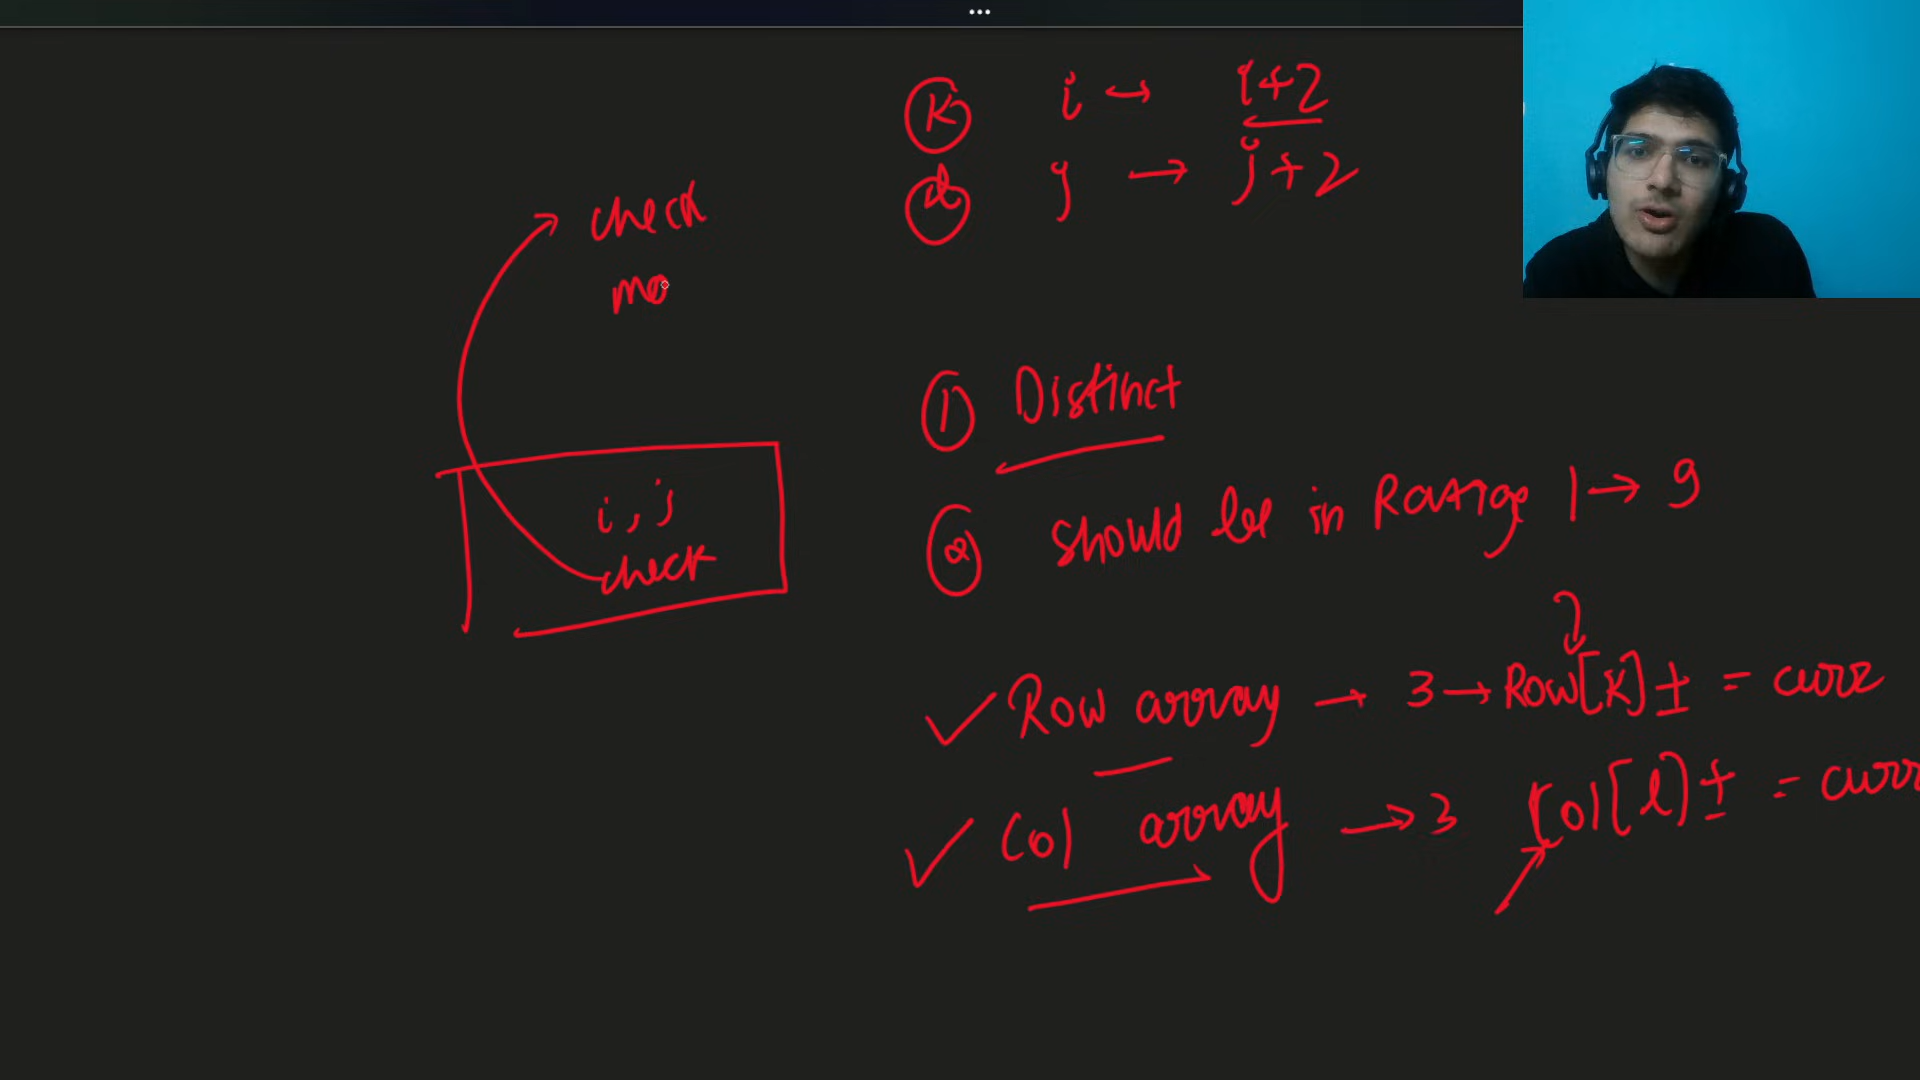 K i ↔ i+2
l j → j+2
check
mo
① Distinct
② should be in Range 1 → 9
i, j
check
✓ Row array → 3 → Row[k] ± = curr
✓ Col array → 3 Col[l] ± = curr